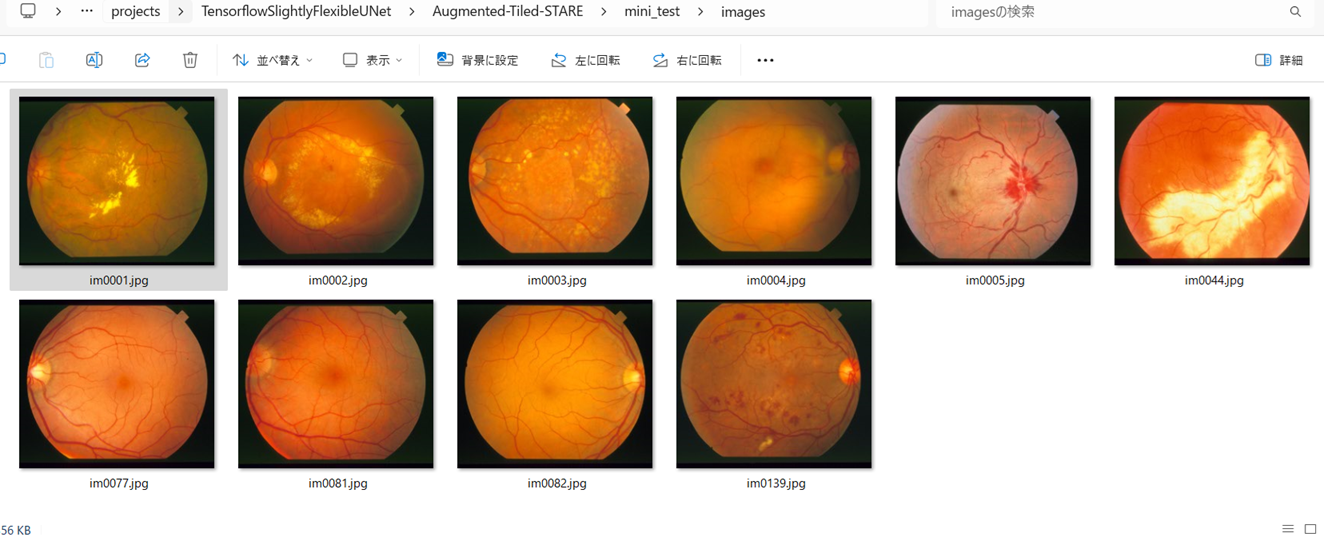 projects > TensorflowSlightlyFlexibleUNet > Augmented-Tiled-STARE > mini_test > images
imagesの検索
並べ替え 表示 背景に設定 左に回転 右に回転 詳細
im0001.jpg im0002.jpg im0003.jpg im0004.jpg im0005.jpg im0044.jpg
im0077.jpg im0081.jpg im0082.jpg im0139.jpg
56 KB